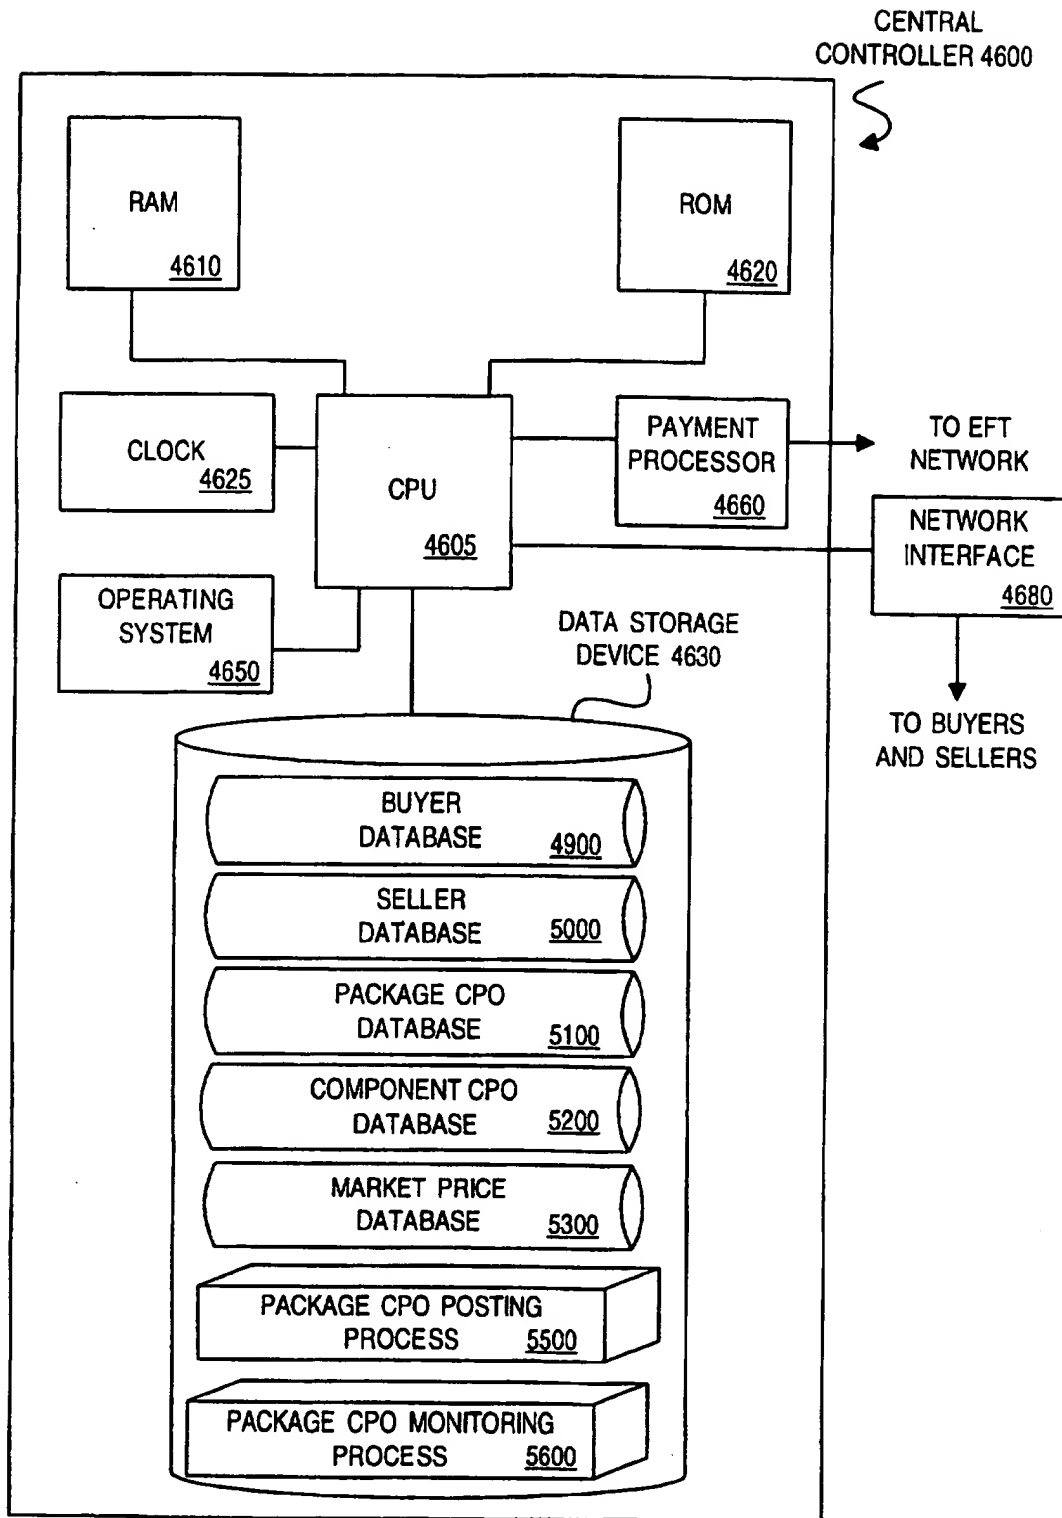 CENTRAL
CONTROLLER 4600
RAM
4610
ROM
4620
CLOCK
4625
CPU
4605
PAYMENT
PROCESSOR
4660
TO EFT
NETWORK
NETWORK
INTERFACE
4680
TO BUYERS
AND SELLERS
OPERATING
SYSTEM
4650
DATA STORAGE
DEVICE 4630
BUYER
DATABASE 4900
SELLER
DATABASE 5000
PACKAGE CPO
DATABASE 5100
COMPONENT CPO
DATABASE 5200
MARKET PRICE
DATABASE 5300
PACKAGE CPO POSTING
PROCESS 5500
PACKAGE CPO MONITORING
PROCESS 5600